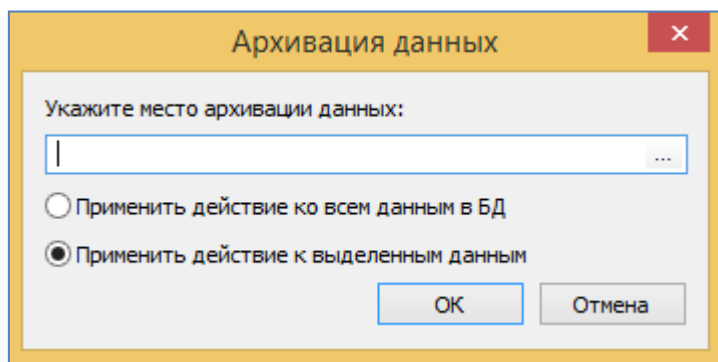 Архивация данных
Укажите место архивации данных:
...
Применить действие ко всем данным в БД
Применить действие к выделенным данным
ОК Отмена